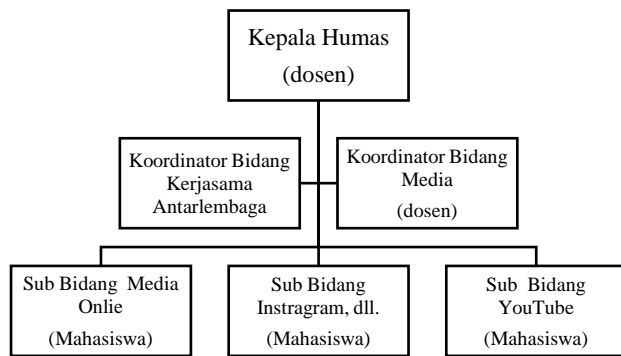 Kepala Humas
(dosen)
Koordinator Bidang
Kerjasama
Antarlembaga
Koordinator Bidang
Media
(dosen)
Sub Bidang Media
Onlie
(Mahasiswa)
Sub Bidang
Instragram, dll.
(Mahasiswa)
Sub Bidang
YouTube
(Mahasiswa)